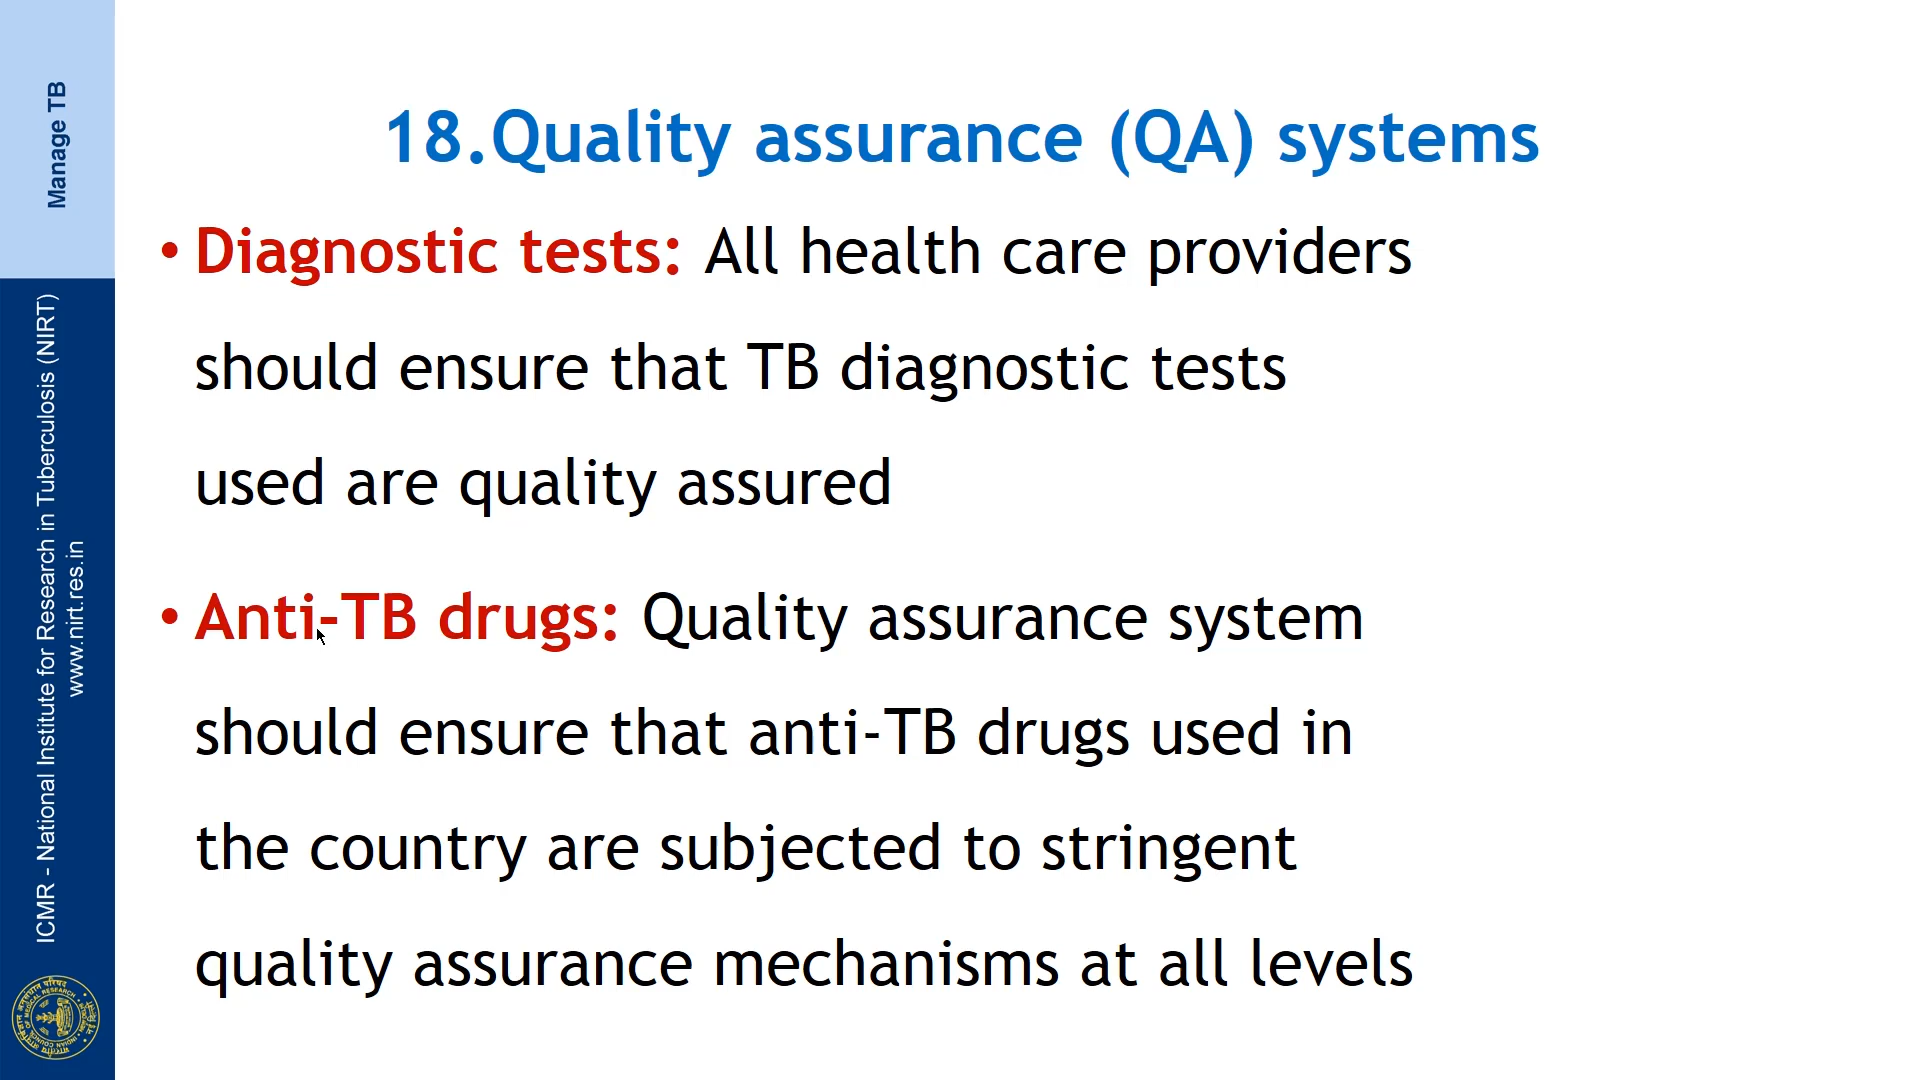 Manage TB
ICMR - National Institute for Research in Tuberculosis (NIRT)
www.nirt.res.in
18.Quality assurance (QA) systems
• Diagnostic tests: All health care providers
should ensure that TB diagnostic tests
used are quality assured
• Anti-TB drugs: Quality assurance system
should ensure that anti-TB drugs used in
the country are subjected to stringent
quality assurance mechanisms at all levels